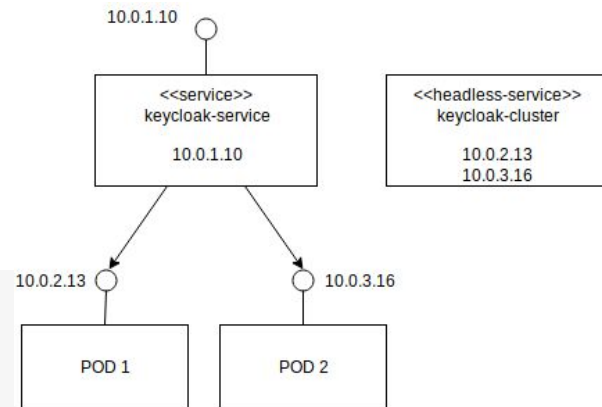 10.0.1.10
<<service>>
keycloak-service
10.0.1.10
<<headless-service>>
keycloak-cluster
10.0.2.13
10.0.3.16
10.0.2.13
10.0.3.16
POD 1
POD 2